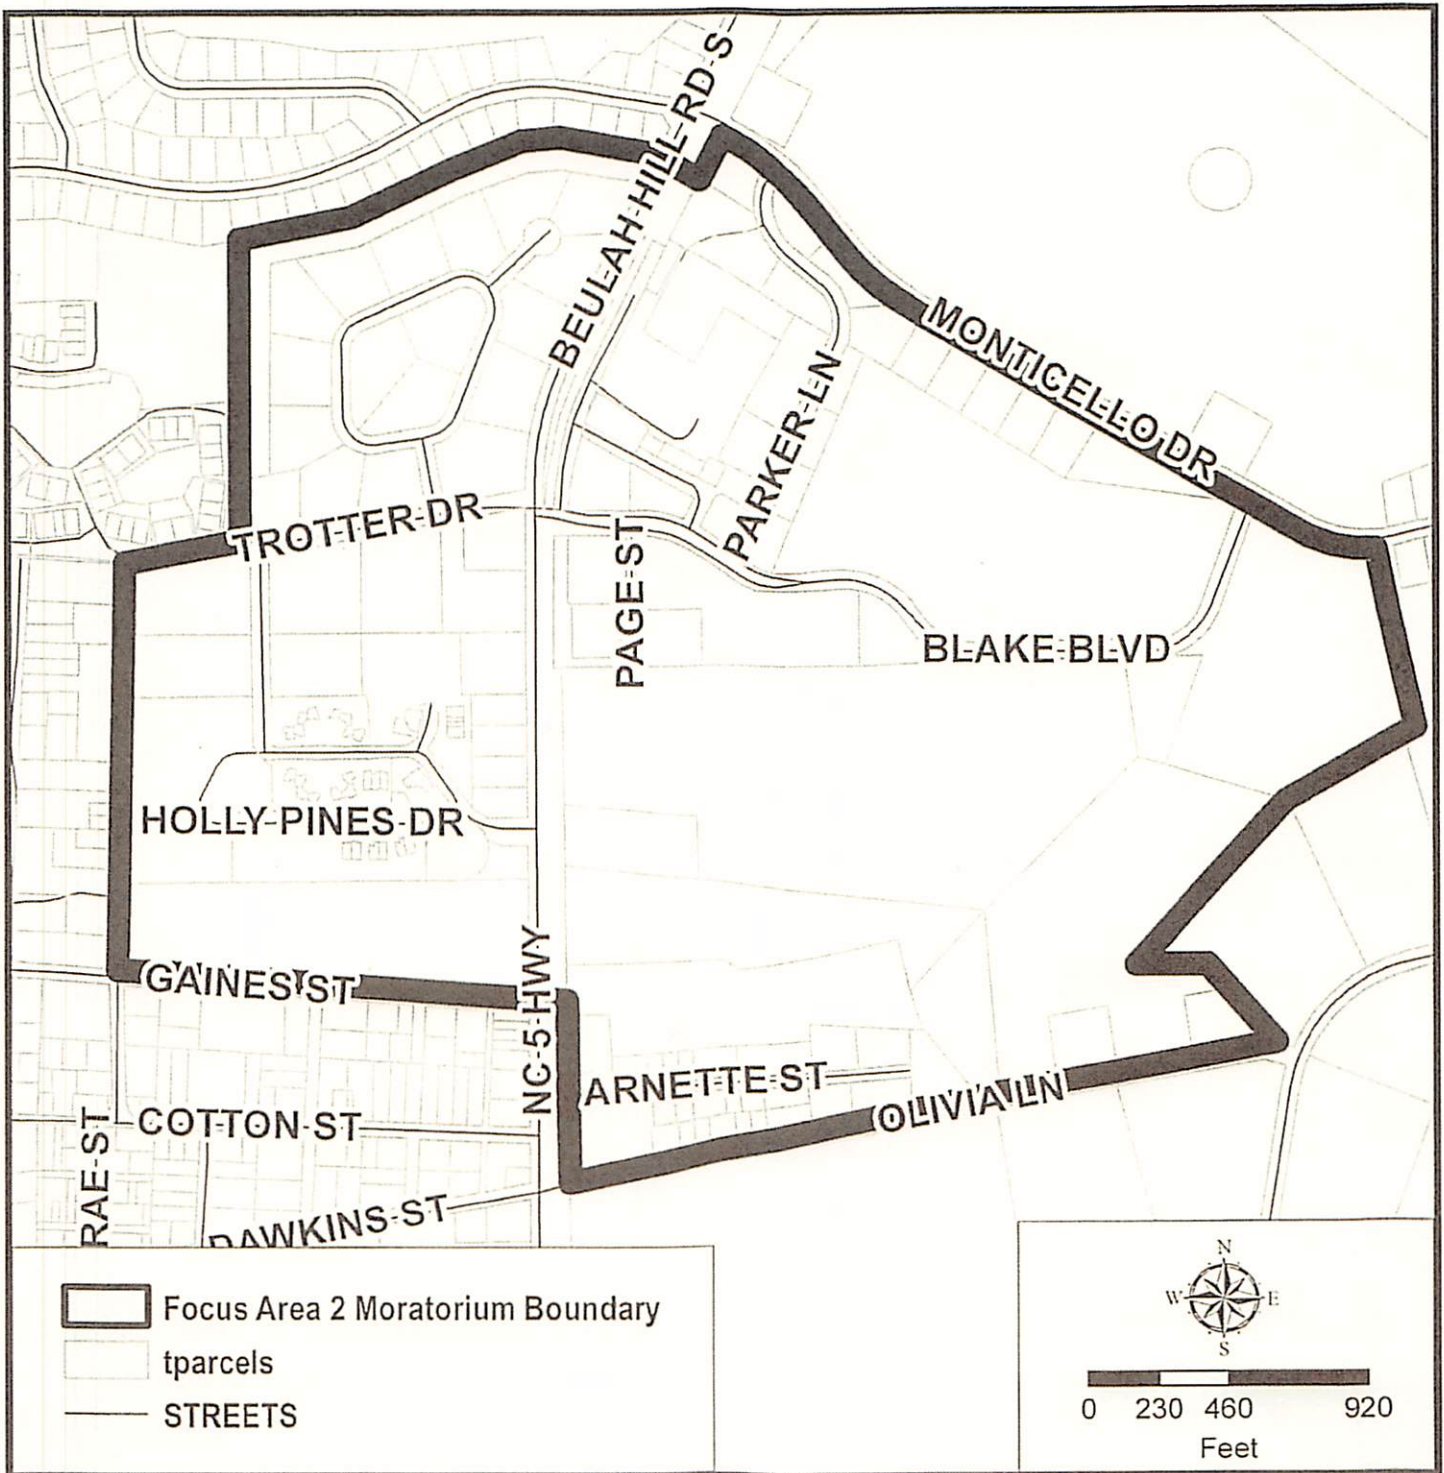 BEULAH HILL RD S
MONTICELLO DR
PARKER LN
TROTTER DR
PAGE ST
BLAKE BLVD
HOLLY PINES DR
GAINES ST
NC 5 HWY
ARNETTE ST
OLIVIA LN
COTTON ST
RAE ST
DAWKINS ST
Focus Area 2 Moratorium Boundary
tparcels
STREETS
N
W E
S
0 230 460 920
Feet